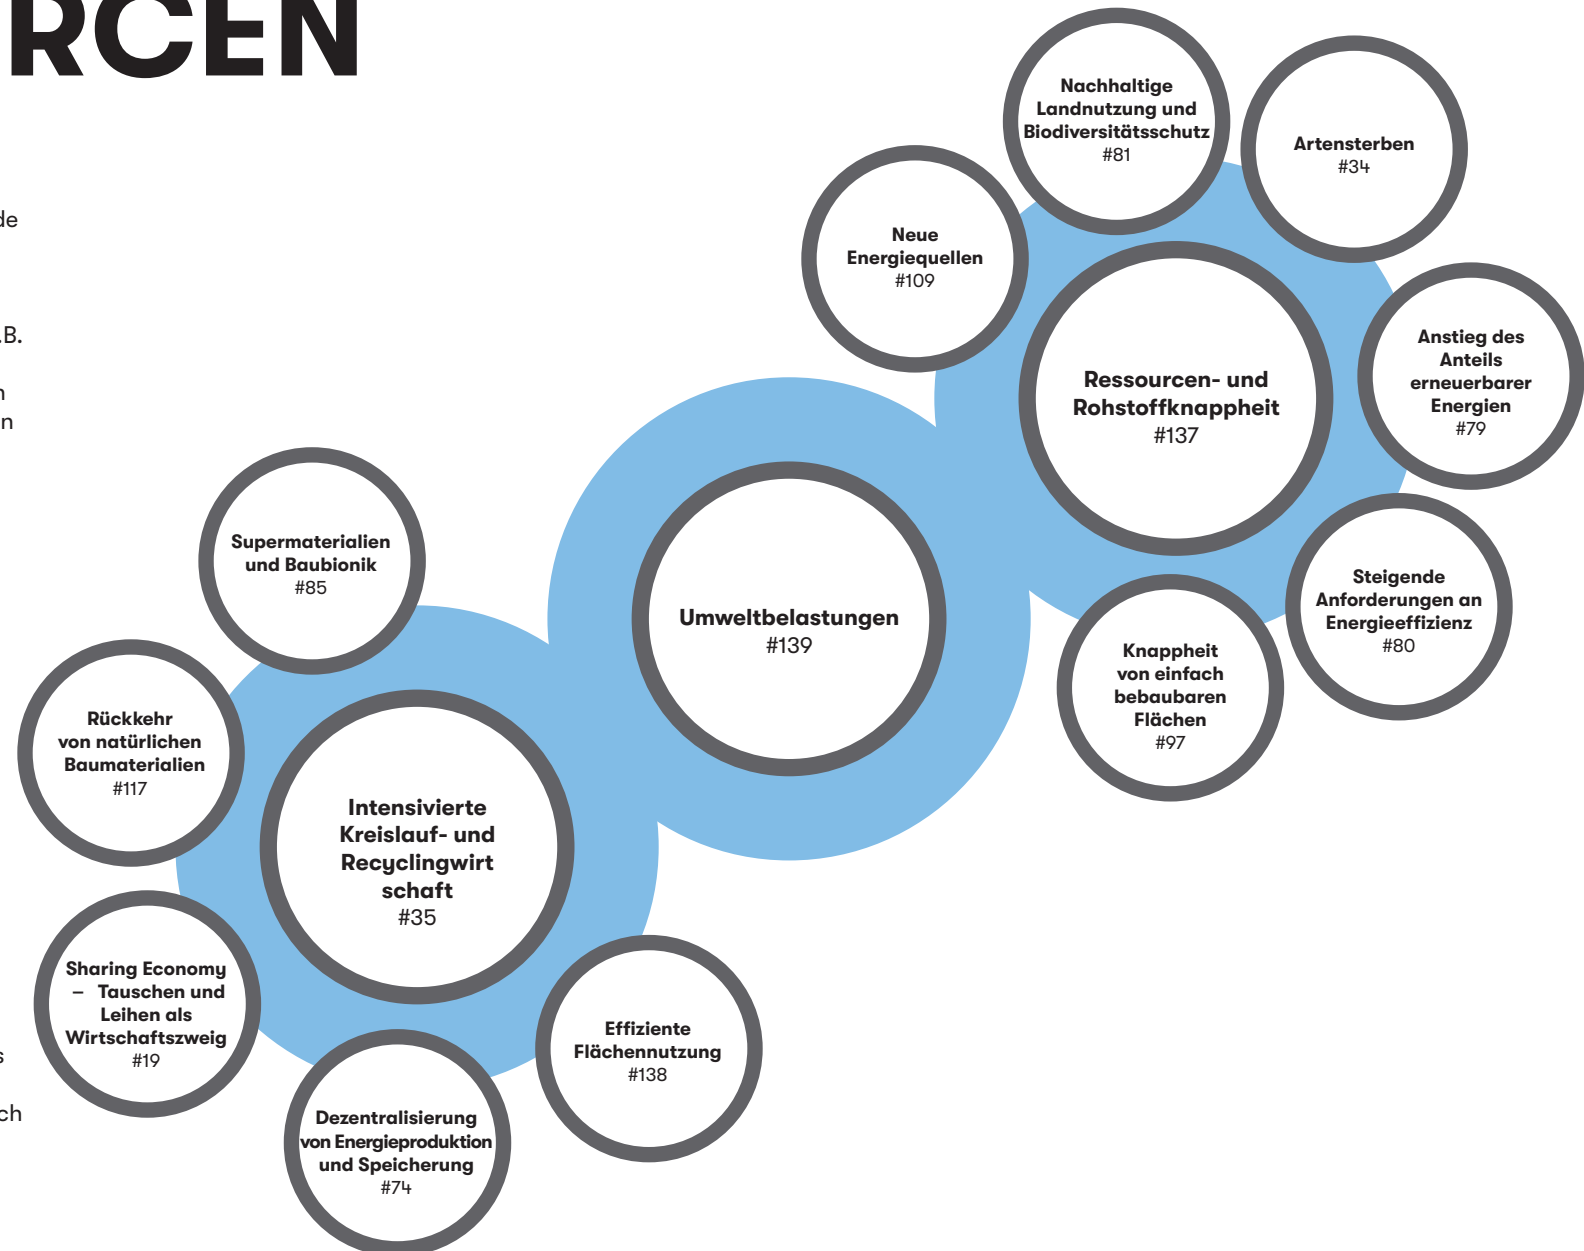 RCEN
de
.B.
n
n
s
ch
Nachhaltige
Landnutzung und
Biodiversitätsschutz
#81
Artensterben
#34
Neue
Energiequellen
#109
Ressourcen- und
Rohstoffknappheit
#137
Anstieg des
Anteils
erneuerbarer
Energien
#79
Steigende
Anforderungen an
Energieeffizienz
#80
Knappheit
von einfach
bebaubaren
Flächen
#97
Umweltbelastungen
#139
Supermaterialien
und Baubionik
#85
Rückkehr
von natürlichen
Baumaterialien
#117
Intensivierte
Kreislauf- und
Recyclingwirt
schaft
#35
Sharing Economy
– Tauschen und
Leihen als
Wirtschaftszweig
#19
Effiziente
Flächennutzung
#138
Dezentralisierung
von Energieproduktion
und Speicherung
#74